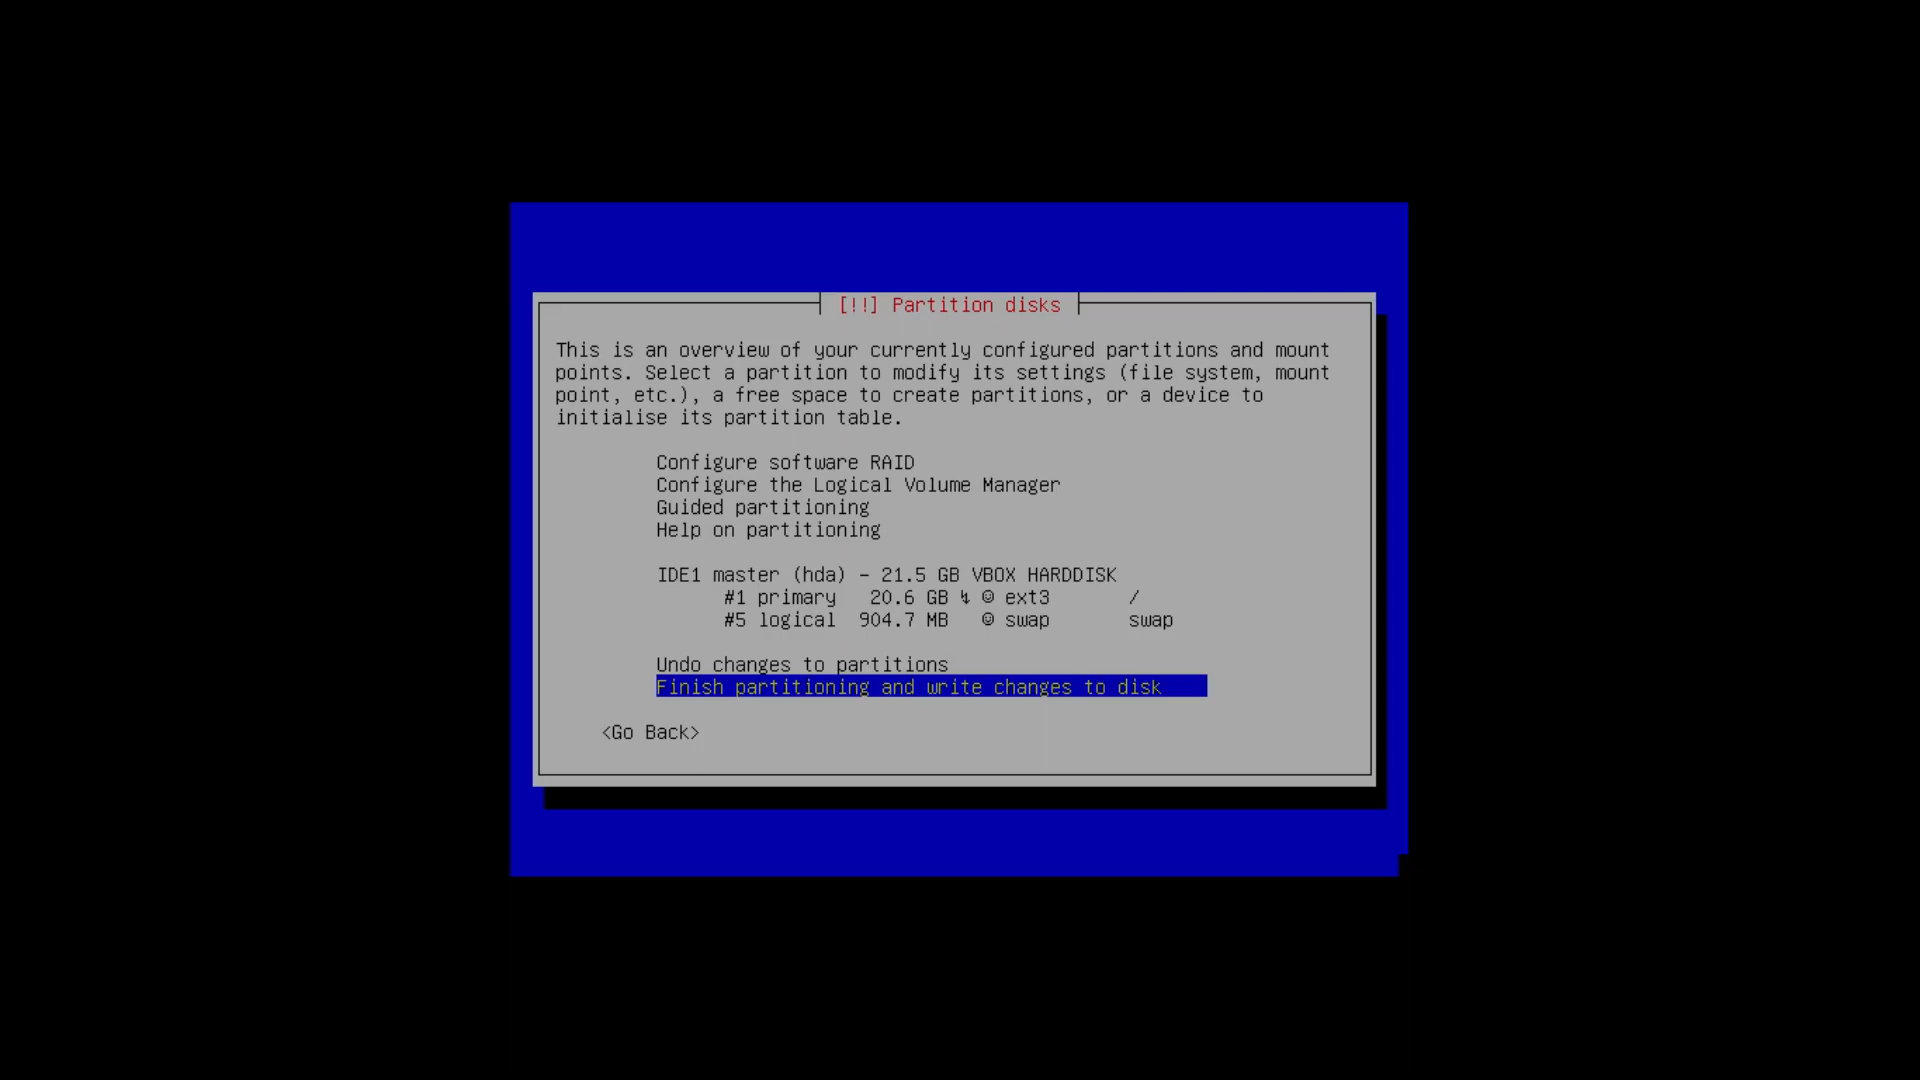 [!!] Partition disks
This is an overview of your currently configured partitions and mount
points. Select a partition to modify its settings (file system, mount
point, etc.), a free space to create partitions, or a device to
initialise its partition table.
Configure software RAID
Configure the Logical Volume Manager
Guided partitioning
Help on partitioning
IDE1 master (hda) - 21.5 GB VBOX HARDDISK
#1 primary 20.6 GB ↯ ☺ ext3 /
#5 logical 904.7 MB ☺ swap swap
Undo changes to partitions
Finish partitioning and write changes to disk
<Go Back>